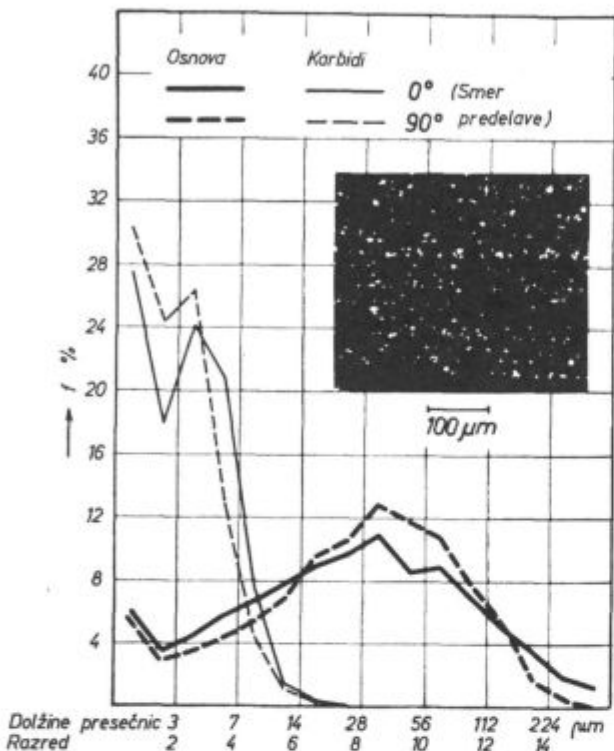 Osnova Karbidi
0° (Smer
90° predelave)
40
36
32
28
24
20
16
12
8
4
f %
100 µm
Dolžine presečnic 3 7 14 28 56 112 224 µm
Razred 2 4 6 8 10 12 14